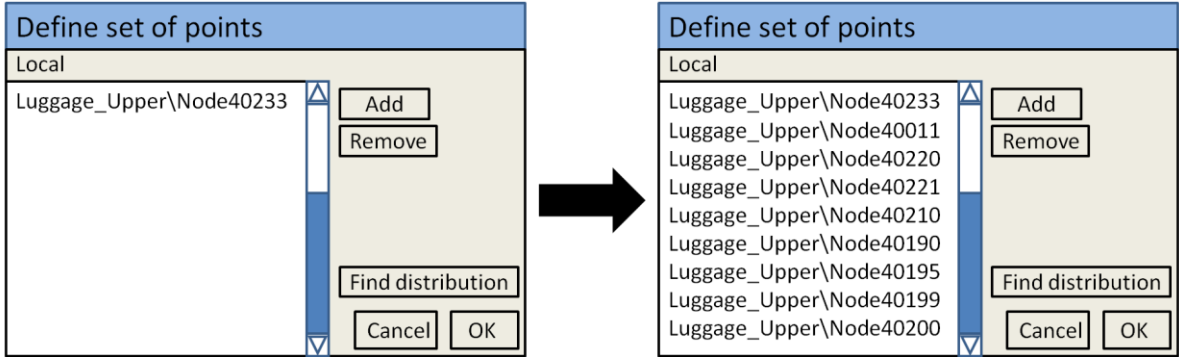 Define set of points
Local
Luggage_Upper\Node40233
Add
Remove
Find distribution
Cancel
OK
Define set of points
Local
Luggage_Upper\Node40233
Luggage_Upper\Node40011
Luggage_Upper\Node40220
Luggage_Upper\Node40221
Luggage_Upper\Node40210
Luggage_Upper\Node40190
Luggage_Upper\Node40195
Luggage_Upper\Node40199
Luggage_Upper\Node40200
Add
Remove
Find distribution
Cancel
OK